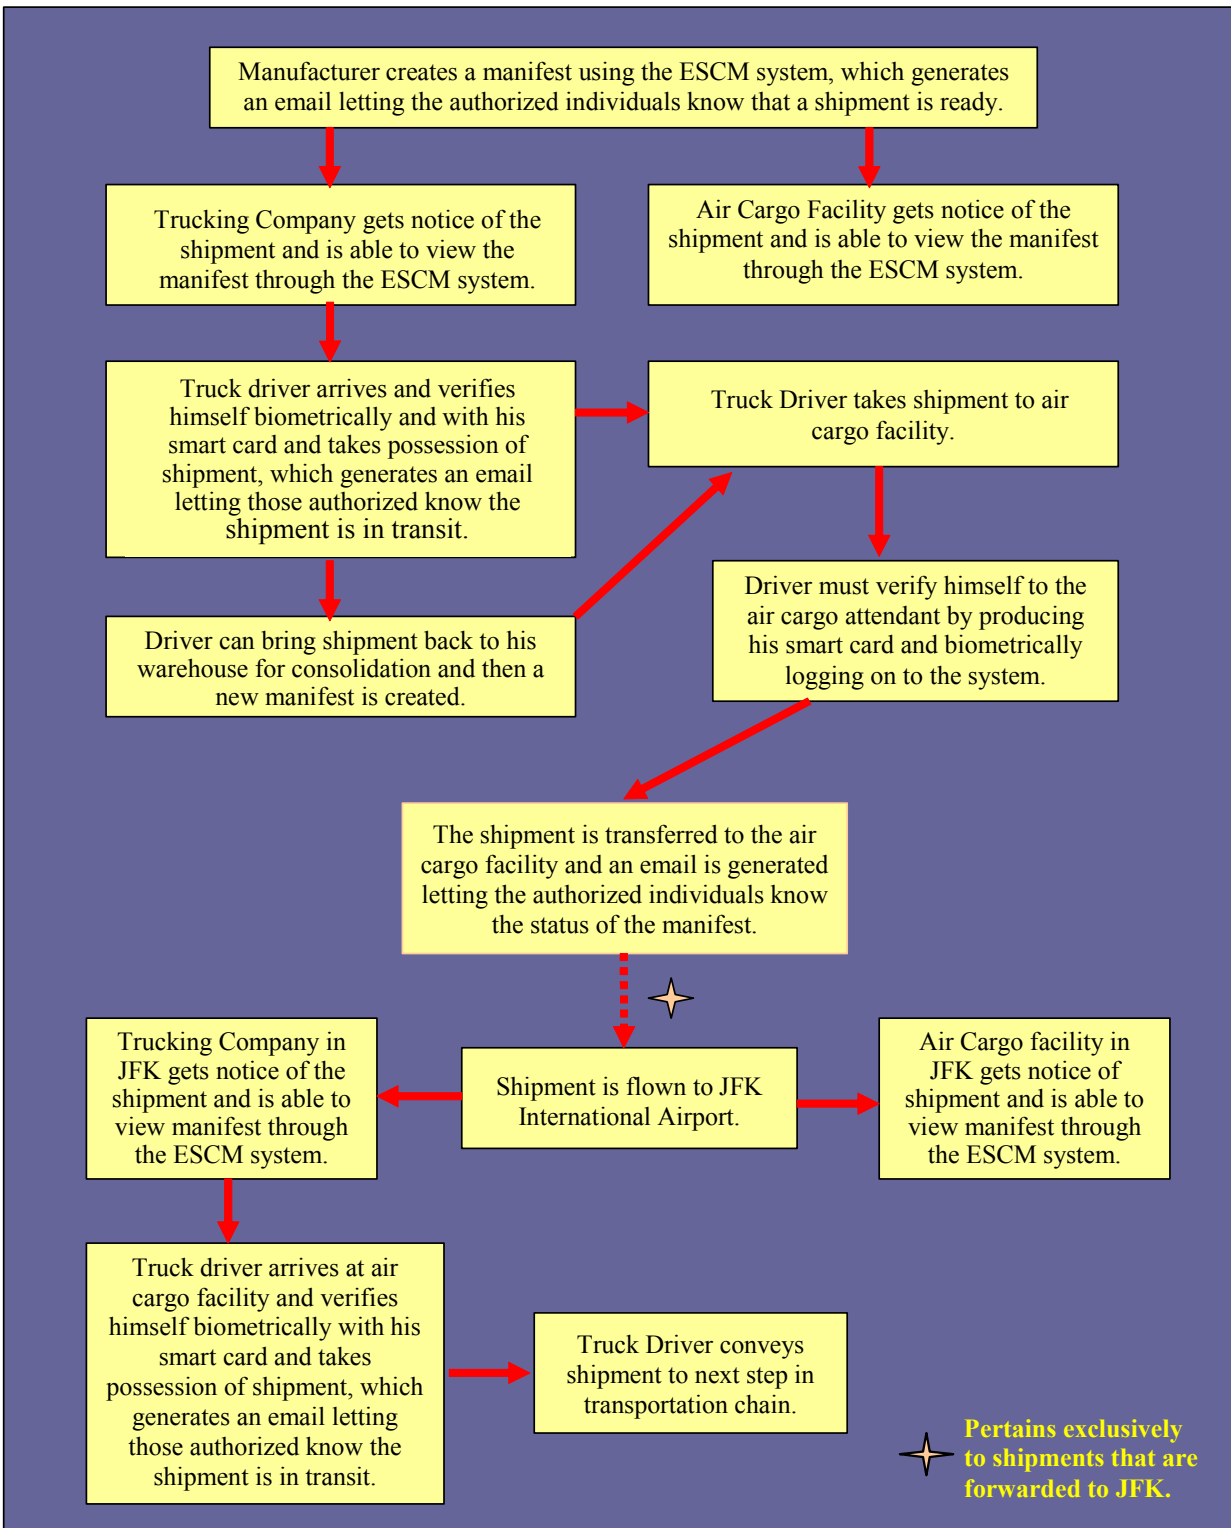 Manufacturer creates a manifest using the ESCM system, which generates
an email letting the authorized individuals know that a shipment is ready.
Trucking Company gets notice of the
shipment and is able to view the
manifest through the ESCM system.
Air Cargo Facility gets notice of the
shipment and is able to view the manifest
through the ESCM system.
Truck driver arrives and verifies
himself biometrically and with his
smart card and takes possession of
shipment, which generates an email
letting those authorized know the
shipment is in transit.
Truck Driver takes shipment to air
cargo facility.
Driver can bring shipment back to his
warehouse for consolidation and then a
new manifest is created.
Driver must verify himself to the
air cargo attendant by producing
his smart card and biometrically
logging on to the system.
The shipment is transferred to the air
cargo facility and an email is generated
letting the authorized individuals know
the status of the manifest.
Trucking Company in
JFK gets notice of the
shipment and is able to
view manifest through
the ESCM system.
Shipment is flown to JFK
International Airport.
Air Cargo facility in
JFK gets notice of
shipment and is able to
view manifest through
the ESCM system.
Truck driver arrives at air
cargo facility and verifies
himself biometrically with his
smart card and takes
possession of shipment, which
generates an email letting
those authorized know the
shipment is in transit.
Truck Driver conveys
shipment to next step in
transportation chain.
Pertains exclusively
to shipments that are
forwarded to JFK.